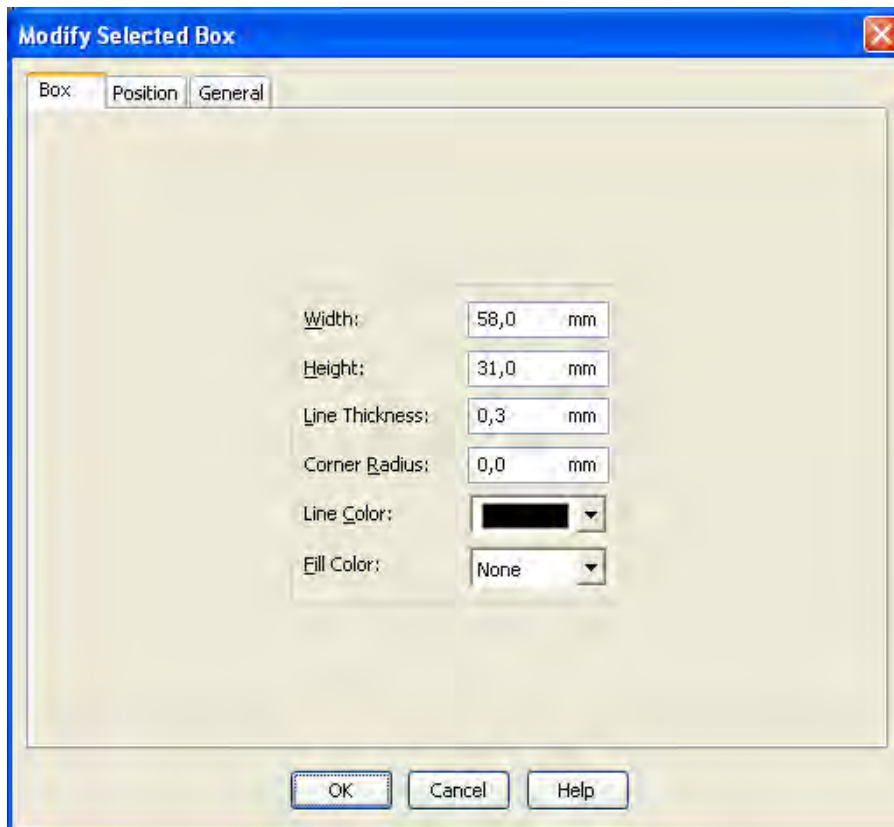 Modify Selected Box
Box Position General
Width: 58,0 mm
Height: 31,0 mm
Line Thickness: 0,3 mm
Corner Radius: 0,0 mm
Line Color:
Fill Color: None
OK Cancel Help